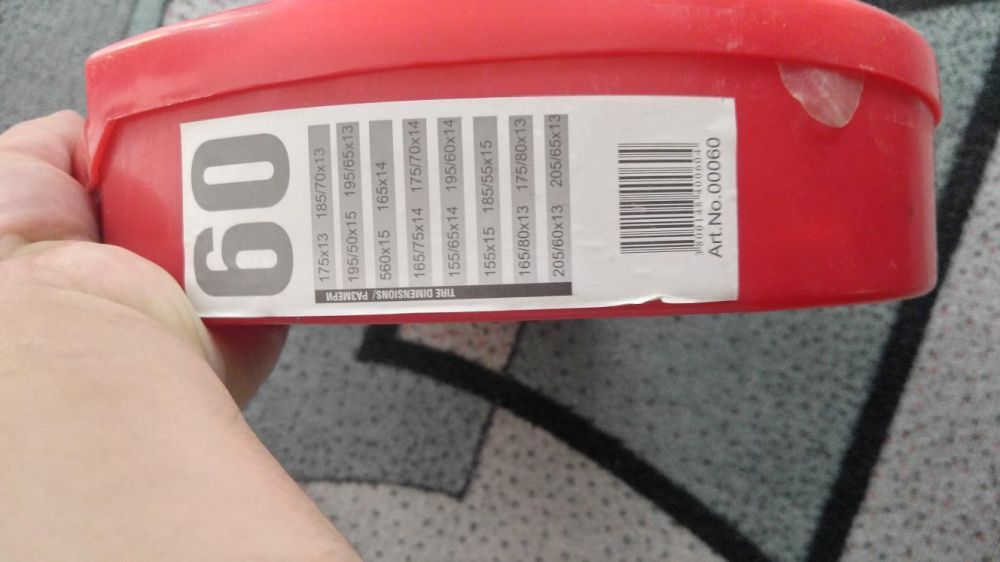 60
TIRE DIMENSIONS/ РАЗМЕРИ
175x13 185/70x13
195/50x15 195/65x13
560x15 165x14
165/75x14 175/70x14
155/65x14 195/60x14
155x15 185/55x15
165/80x13 175/80x13
205/60x13 205/65x13
3800148400604
Art.No.00060